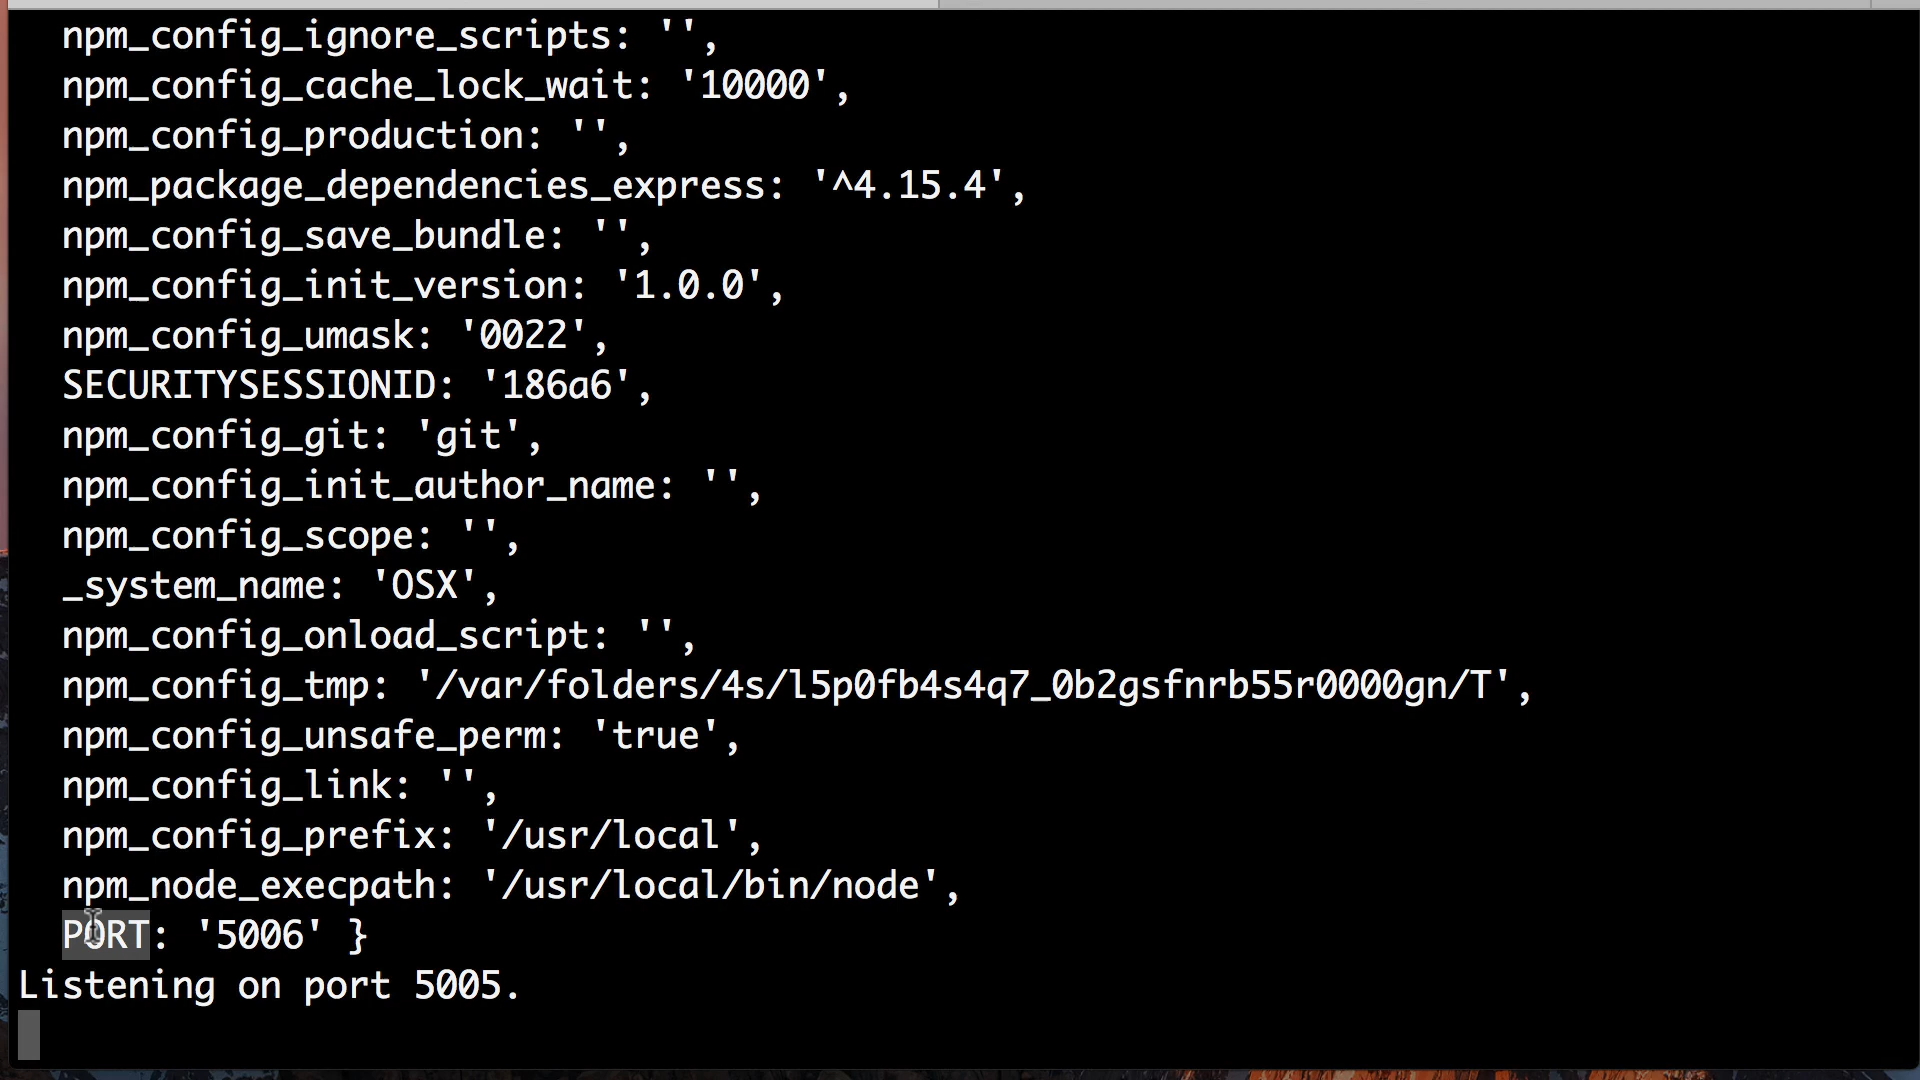 npm_config_ignore_scripts: '',
npm_config_cache_lock_wait: '10000',
npm_config_production: '',
npm_package_dependencies_express: '^4.15.4',
npm_config_save_bundle: '',
npm_config_init_version: '1.0.0',
npm_config_umask: '0022',
SECURITYSESSIONID: '186a6',
npm_config_git: 'git',
npm_config_init_author_name: '',
npm_config_scope: '',
_system_name: 'OSX',
npm_config_onload_script: '',
npm_config_tmp: '/var/folders/4s/l5p0fb4s4q7_0b2gsfnrb55r0000gn/T',
npm_config_unsafe_perm: 'true',
npm_config_link: '',
npm_config_prefix: '/usr/local',
npm_node_execpath: '/usr/local/bin/node',
PORT: '5006' }
Listening on port 5005.